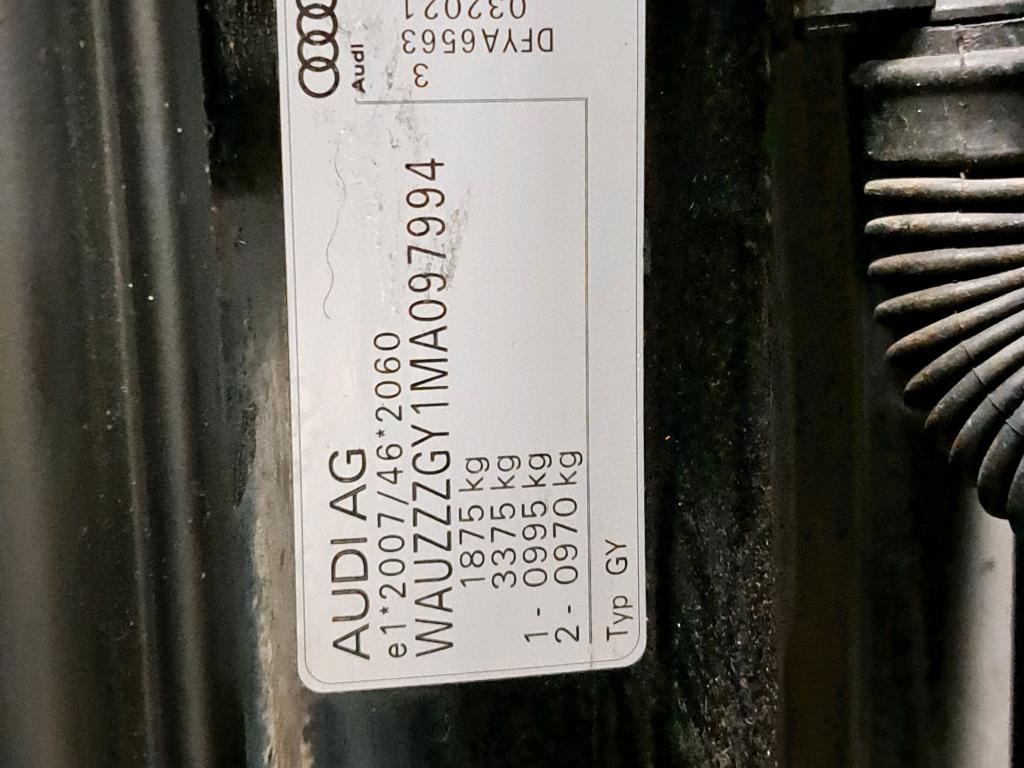 AUDI AG
e1*2007/46*2060
WAUZZZGY1MA097994
1875 kg
3375 kg
1 - 0995 kg
2 - 0970 kg
Typ GY
Audi
3
DFYA6563
032021